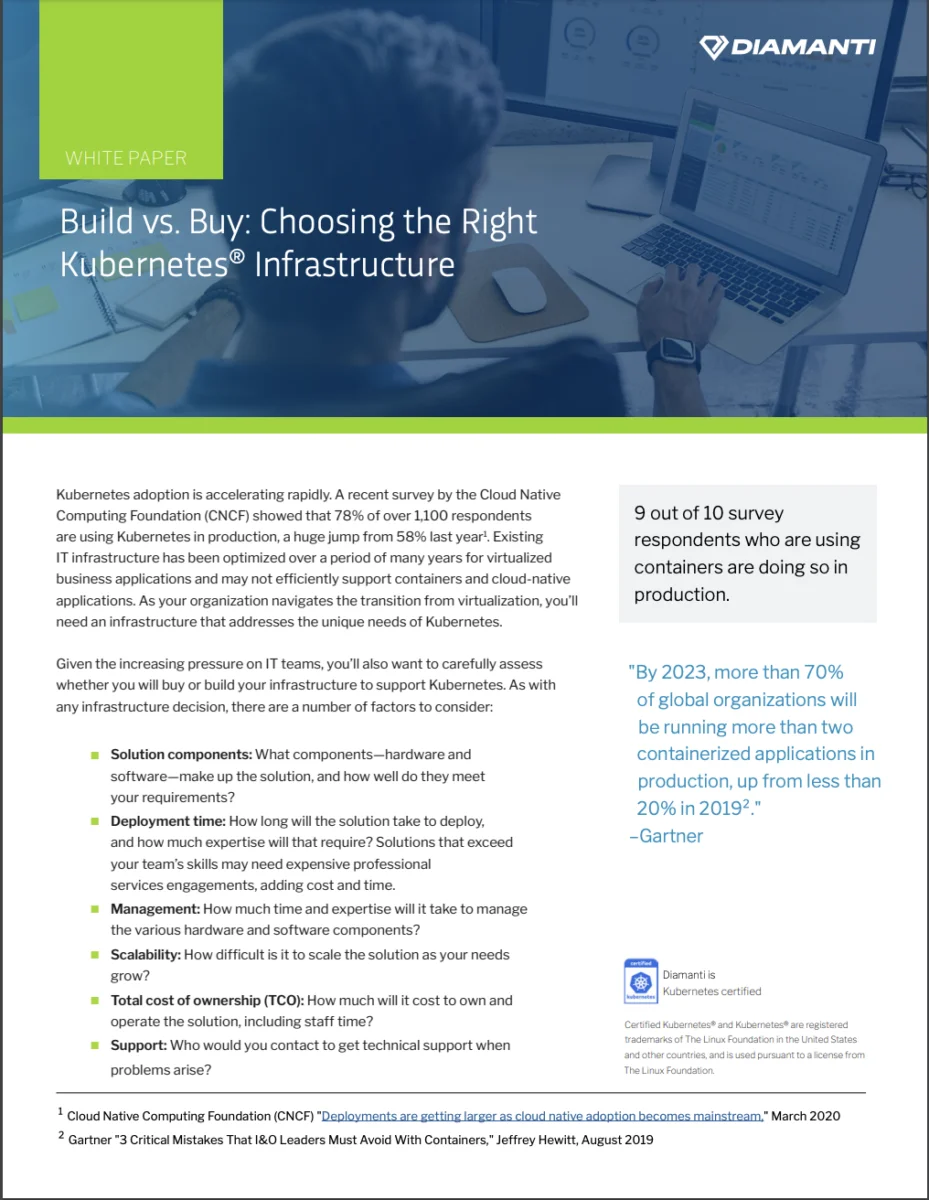 DIAMANTI
WHITE PAPER
Build vs. Buy: Choosing the Right
Kubernetes® Infrastructure
Kubernetes adoption is accelerating rapidly. A recent survey by the Cloud Native
Computing Foundation (CNCF) showed that 78% of over 1,100 respondents
are using Kubernetes in production, a huge jump from 58% last year¹. Existing
IT infrastructure has been optimized over a period of many years for virtualized
business applications and may not efficiently support containers and cloud-native
applications. As your organization navigates the transition from virtualization, you'll
need an infrastructure that addresses the unique needs of Kubernetes.
Given the increasing pressure on IT teams, you'll also want to carefully assess
whether you will buy or build your infrastructure to support Kubernetes. As with
any infrastructure decision, there are a number of factors to consider:
Solution components: What components—hardware and
software—make up the solution, and how well do they meet
your requirements?
Deployment time: How long will the solution take to deploy,
and how much expertise will that require? Solutions that exceed
your team's skills may need expensive professional
services engagements, adding cost and time.
Management: How much time and expertise will it take to manage
the various hardware and software components?
Scalability: How difficult is it to scale the solution as your needs
grow?
Total cost of ownership (TCO): How much will it cost to own and
operate the solution, including staff time?
Support: Who would you contact to get technical support when
problems arise?
9 out of 10 survey
respondents who are using
containers are doing so in
production.
"By 2023, more than 70%
of global organizations will
be running more than two
containerized applications in
production, up from less than
20% in 2019²."
–Gartner
certified
kubernetes
Diamanti is
Kubernetes certified
Certified Kubernetes® and Kubernetes® are registered
trademarks of The Linux Foundation in the United States
and other countries, and is used pursuant to a license from
The Linux Foundation.
¹ Cloud Native Computing Foundation (CNCF) "Deployments are getting larger as cloud native adoption becomes mainstream," March 2020
² Gartner "3 Critical Mistakes That I&O Leaders Must Avoid With Containers," Jeffrey Hewitt, August 2019